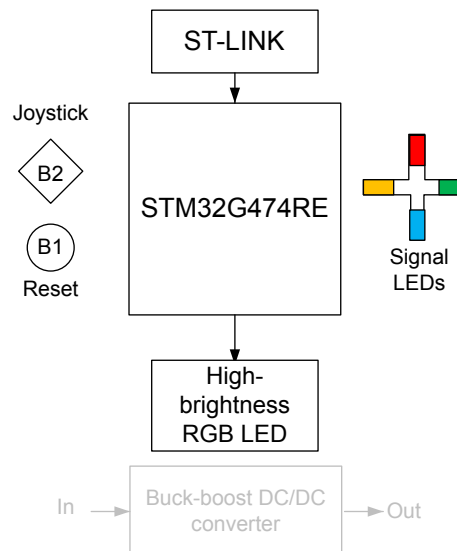 ST-LINK
Joystick
B2
STM32G474RE
B1
Reset
Signal
LEDs
High-
brightness
RGB LED
In
Buck-boost DC/DC
converter
Out